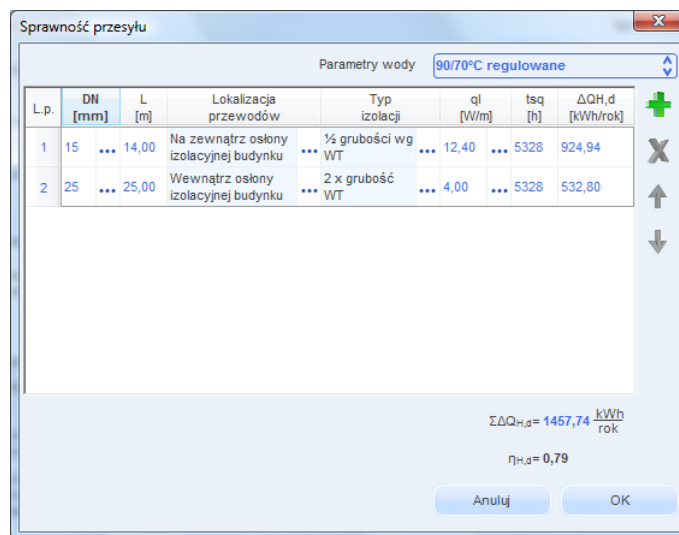 Sprawność przesyłu
x
Parametry wody 90/70°C regulowane
L.p. DN [mm] L [m] Lokalizacja przewodów Typ izolacji ql [W/m] tsq [h] ΔQH,d [kWh/rok]
1 15 ... 14,00 Na zewnątrz osłony izolacyjnej budynku ... ½ grubości wg WT ... 12,40 ... 5328 924,94
2 25 ... 25,00 Wewnątrz osłony izolacyjnej budynku ... 2 x grubość WT ... 4,00 ... 5328 532,80
ΣΔQH,d= 1457,74 kWh/rok
ηH,d= 0,79
Anuluj OK